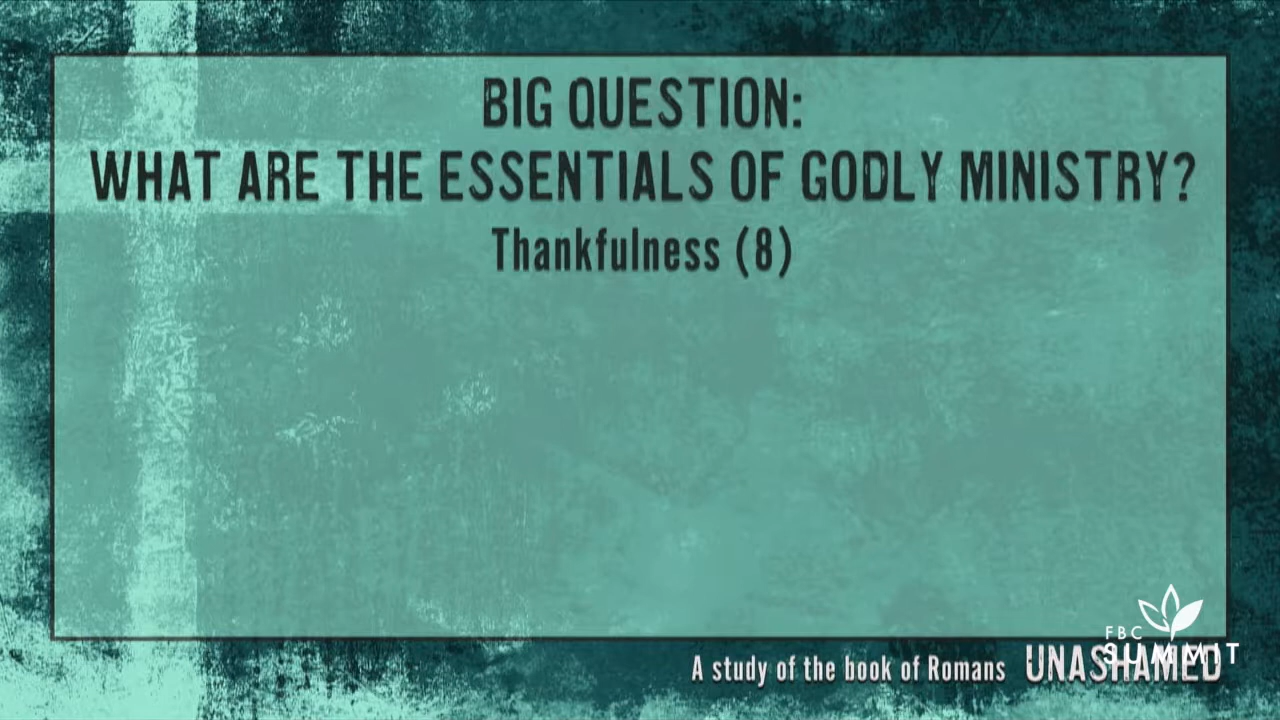 BIG QUESTION:
WHAT ARE THE ESSENTIALS OF GODLY MINISTRY?
Thankfulness (8)
FBC
SUMMIT
A study of the book of Romans UNASHAMED